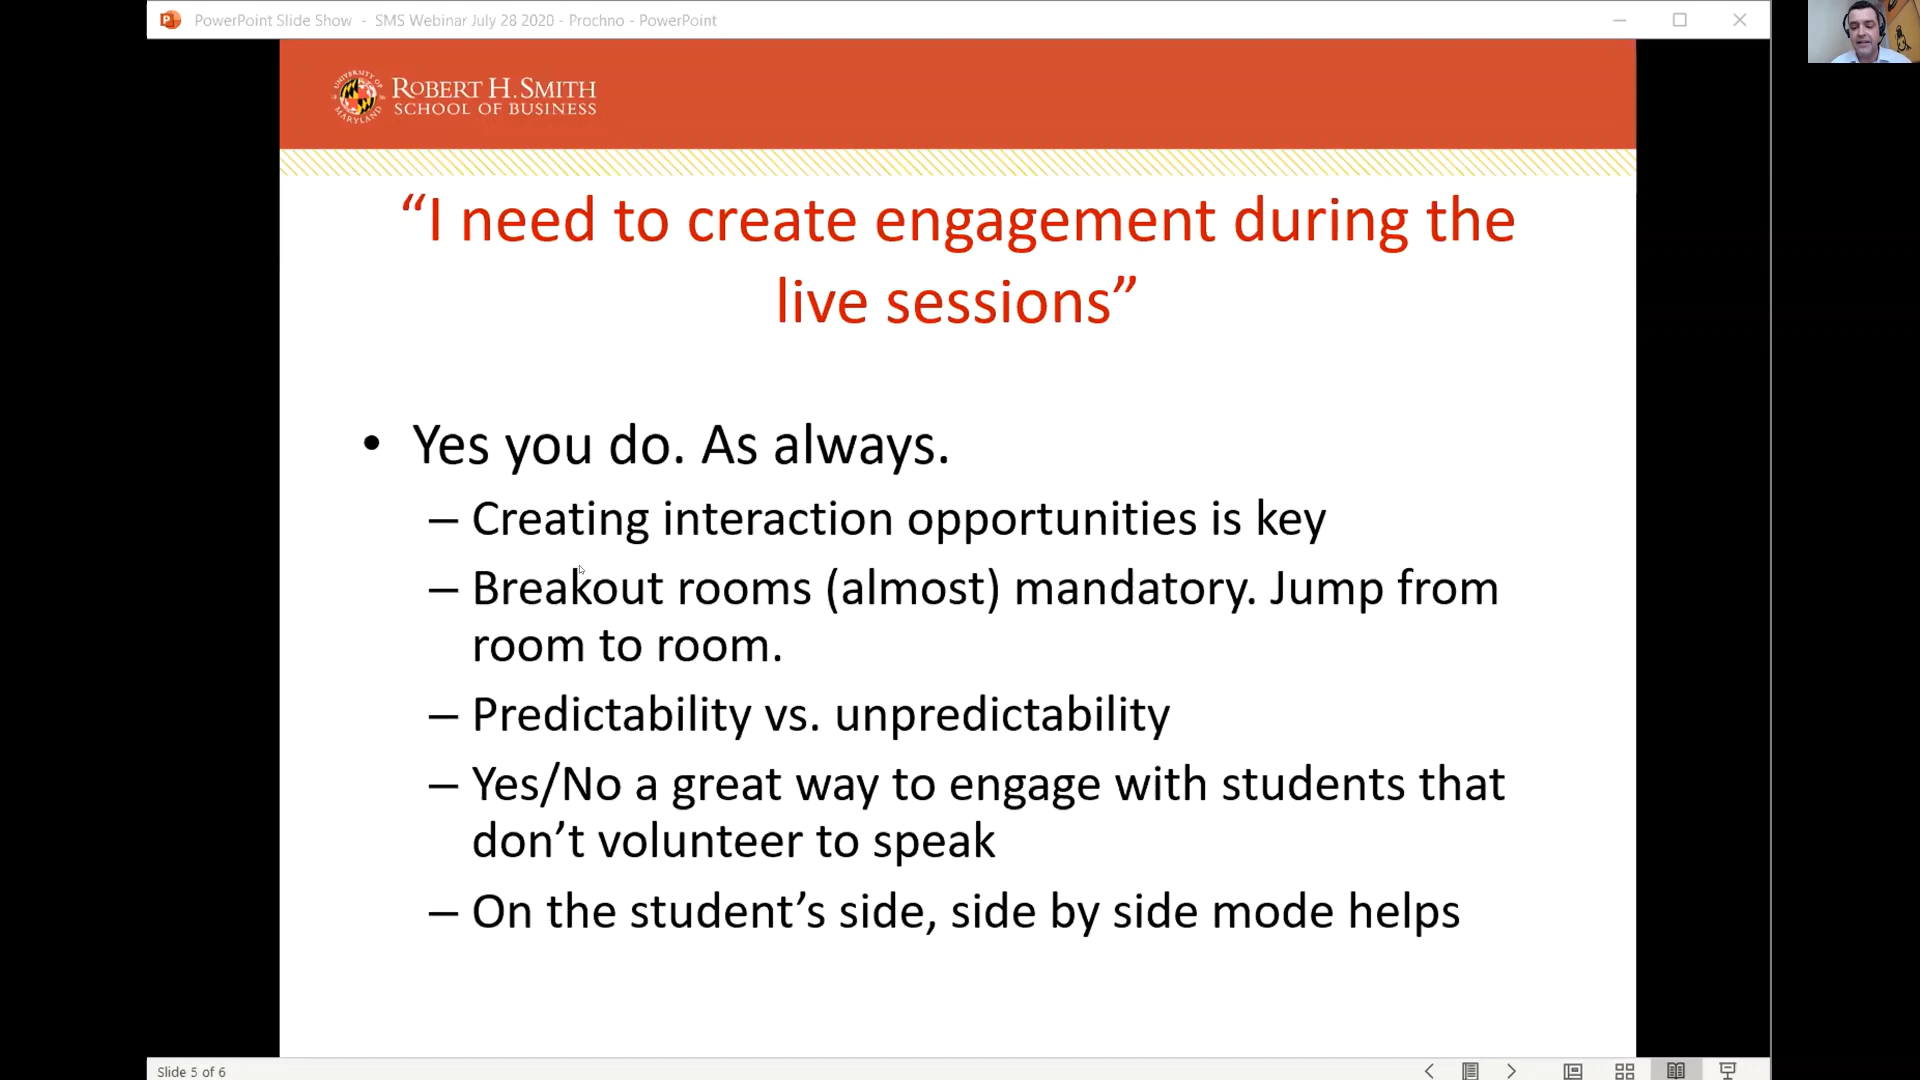 PowerPoint Slide Show - SMS Webinar July 28 2020 - Prochno - PowerPoint
UNIVERSITY OF MARYLAND
ROBERT H. SMITH
SCHOOL OF BUSINESS
“I need to create engagement during the
live sessions”
• Yes you do. As always.
– Creating interaction opportunities is key
– Breakout rooms (almost) mandatory. Jump from
room to room.
– Predictability vs. unpredictability
– Yes/No a great way to engage with students that
don’t volunteer to speak
– On the student’s side, side by side mode helps
Slide 5 of 6